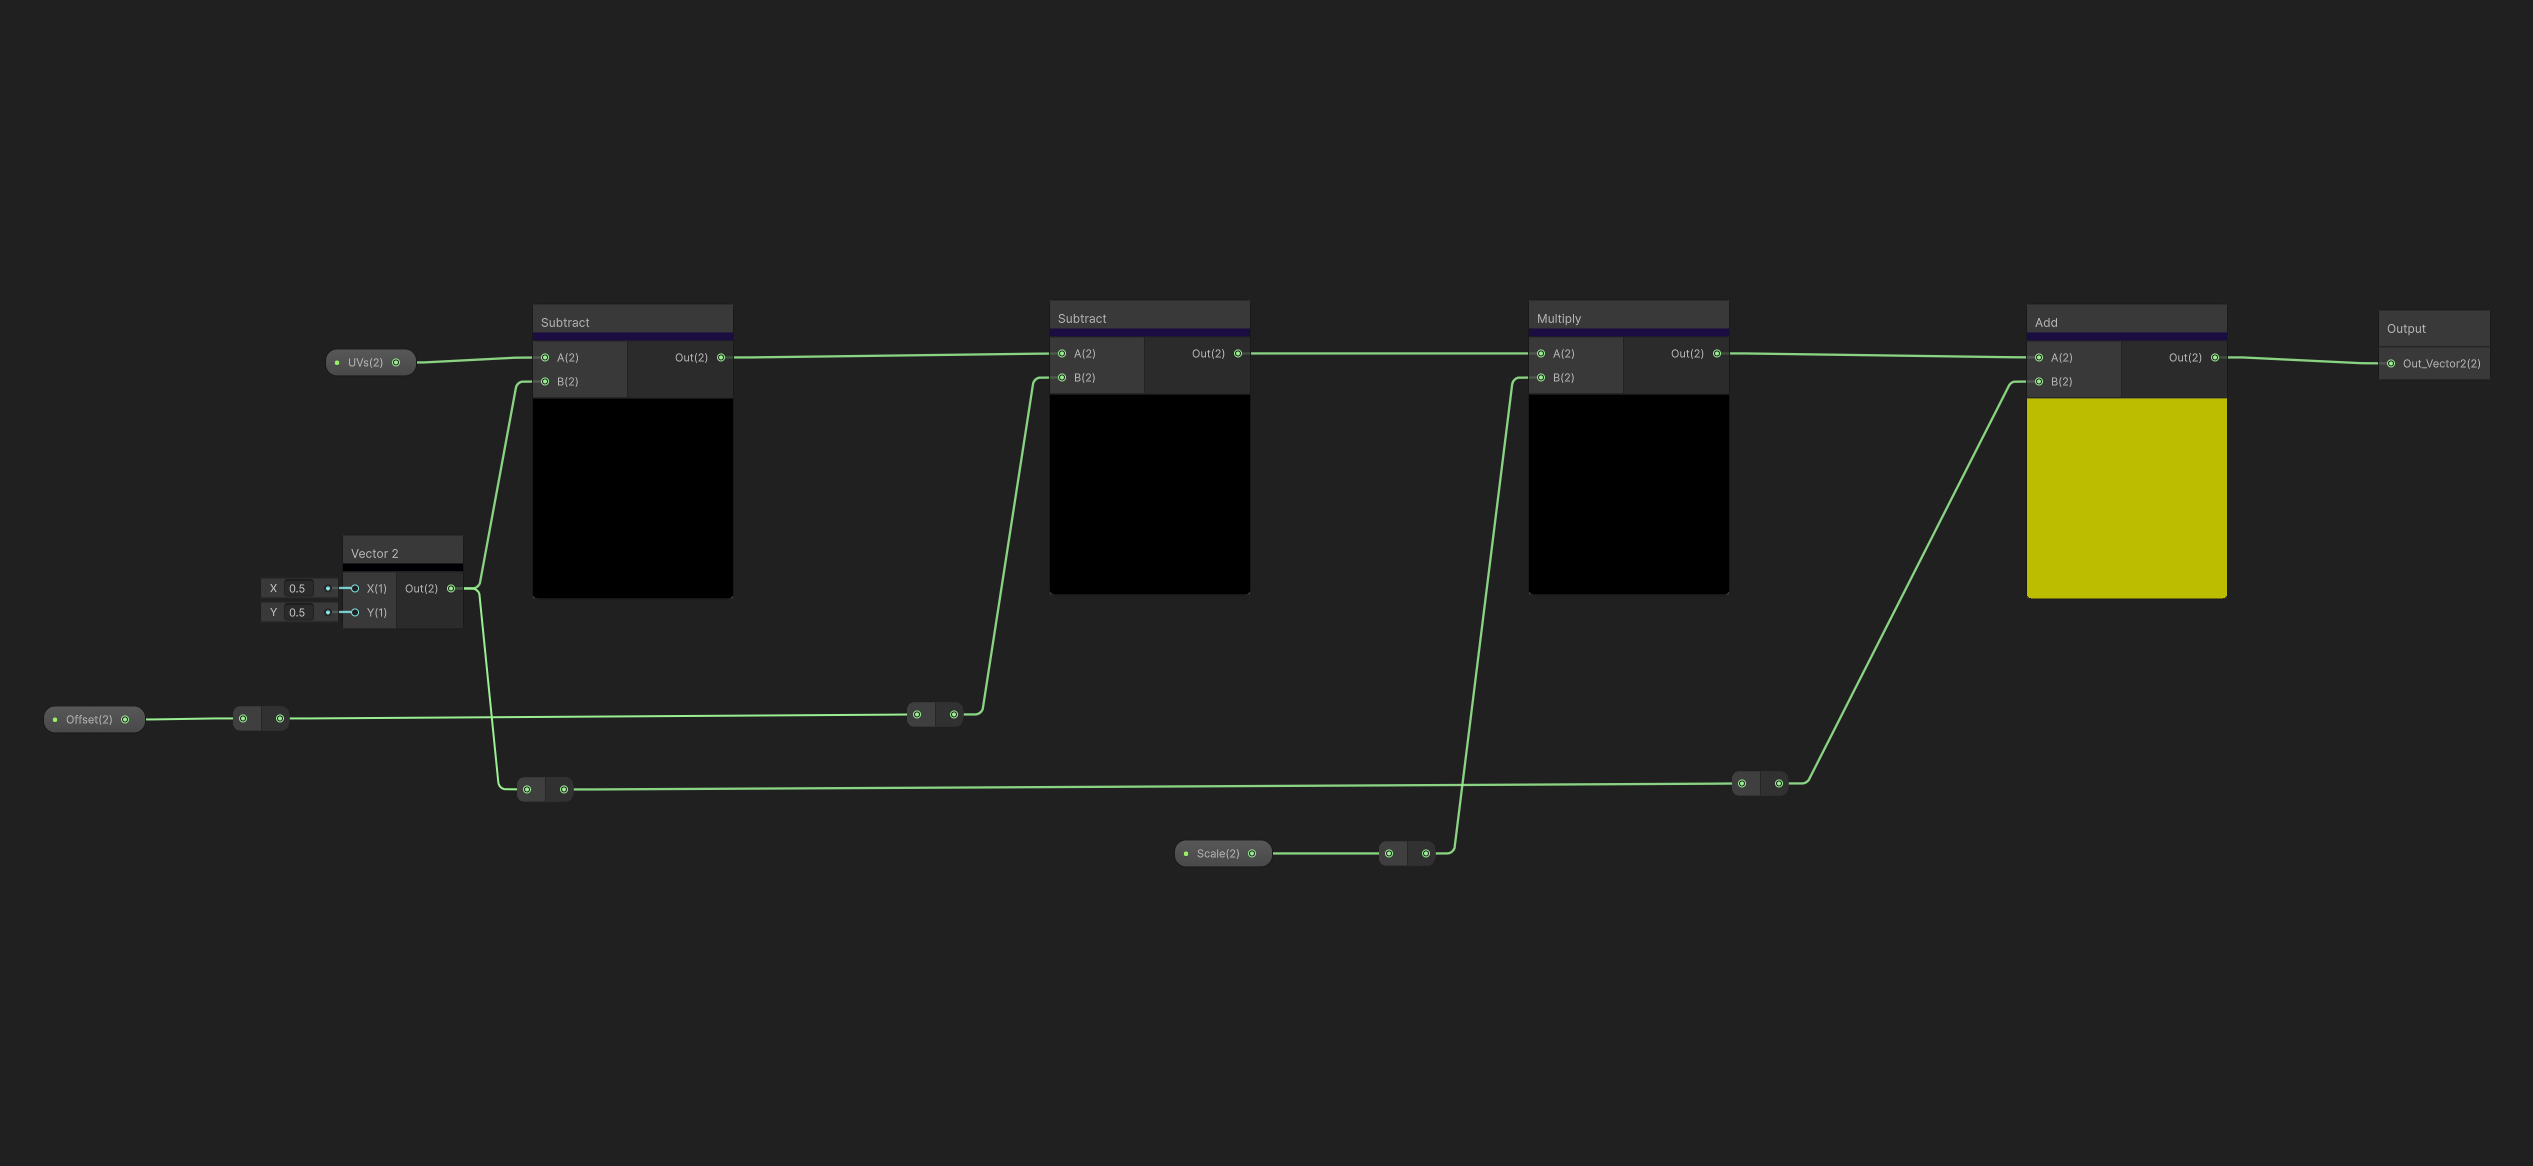 UVs(2)
Subtract
A(2)
Out(2)
B(2)
Vector 2
X 0.5
X(1)
Out(2)
Y 0.5
Y(1)
Offset(2)
Subtract
A(2)
Out(2)
B(2)
Scale(2)
Multiply
A(2)
Out(2)
B(2)
Add
A(2)
Out(2)
B(2)
Output
Out_Vector2(2)